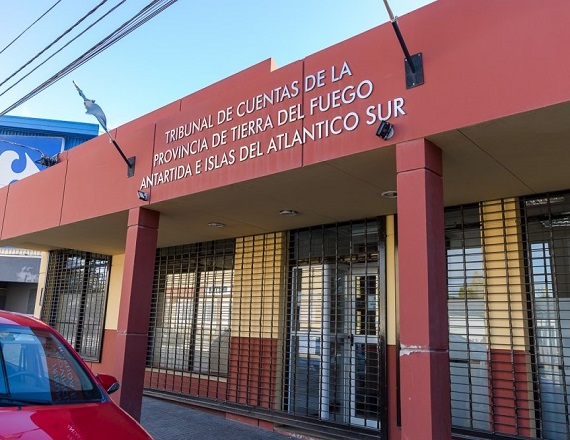 TRIBUNAL DE CUENTAS DE LA
PROVINCIA DE TIERRA DEL FUEGO
ANTARTIDA E ISLAS DEL ATLANTICO SUR